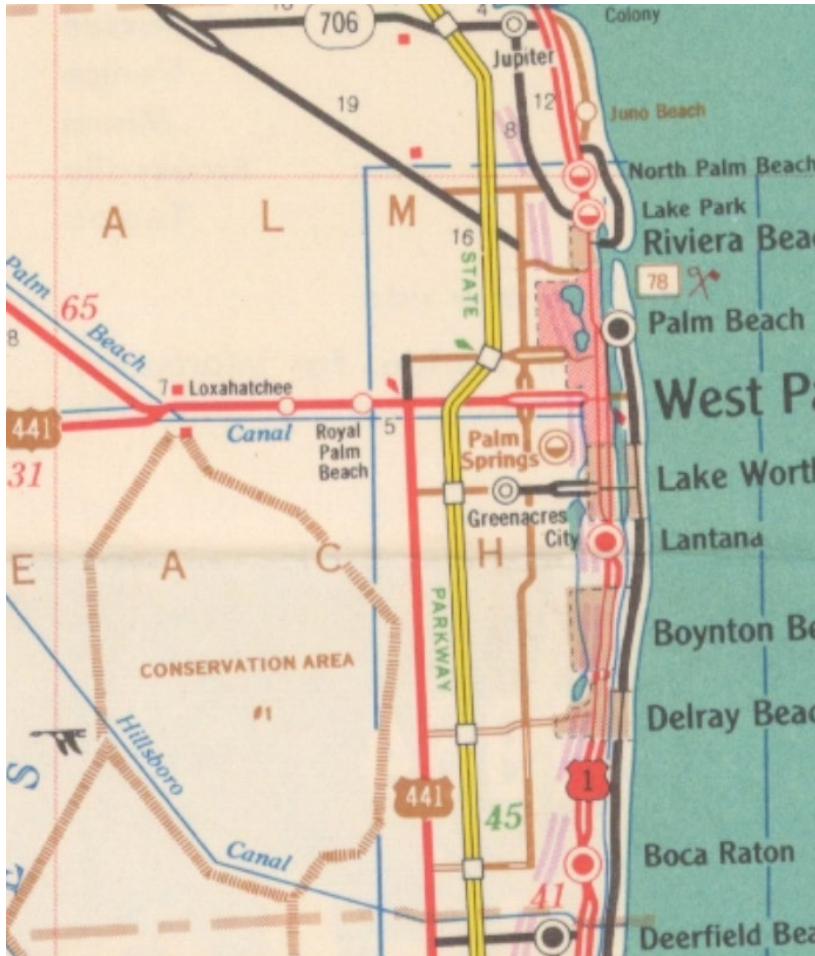 Colony
706
4
Jupiter
19
12
8
Juno Beach
North Palm Beach
Lake Park
A L M
16
Riviera Beac
STATE
78
Palm
Beach
65
8
Palm Beach
7
Loxahatchee
West Pa
441
Canal
Royal
Palm
Beach
5
Palm
Springs
31
Lake Worth
Greenacres
City
Lantana
E A C H
PARKWAY
Boynton Be
CONSERVATION AREA
#1
Delray Beac
Hillsboro
S
1
441
45
Canal
Boca Raton
41
Deerfield Bea